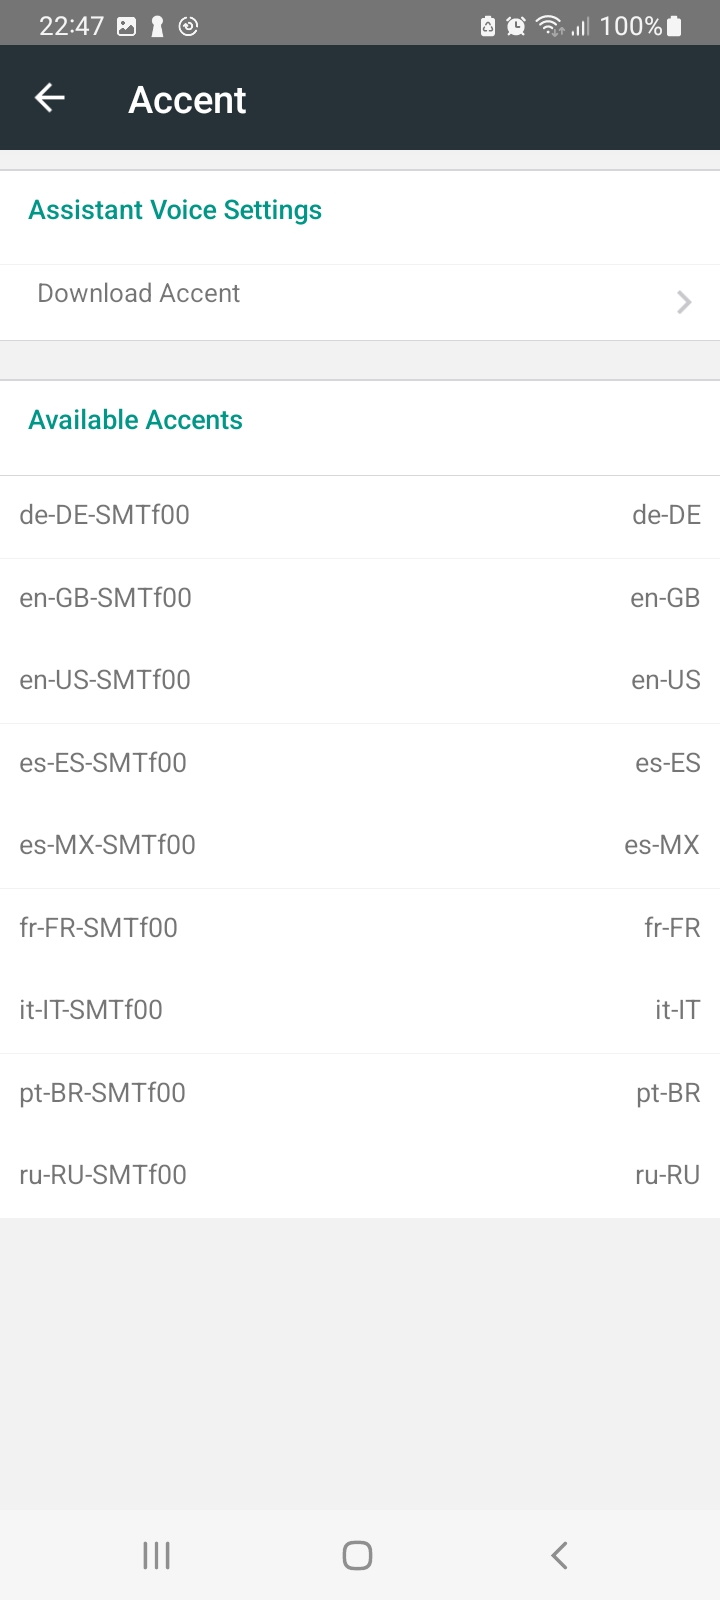 22:47 100%
Accent
Assistant Voice Settings
Download Accent
Available Accents
de-DE-SMTf00 de-DE
en-GB-SMTf00 en-GB
en-US-SMTf00 en-US
es-ES-SMTf00 es-ES
es-MX-SMTf00 es-MX
fr-FR-SMTf00 fr-FR
it-IT-SMTf00 it-IT
pt-BR-SMTf00 pt-BR
ru-RU-SMTf00 ru-RU